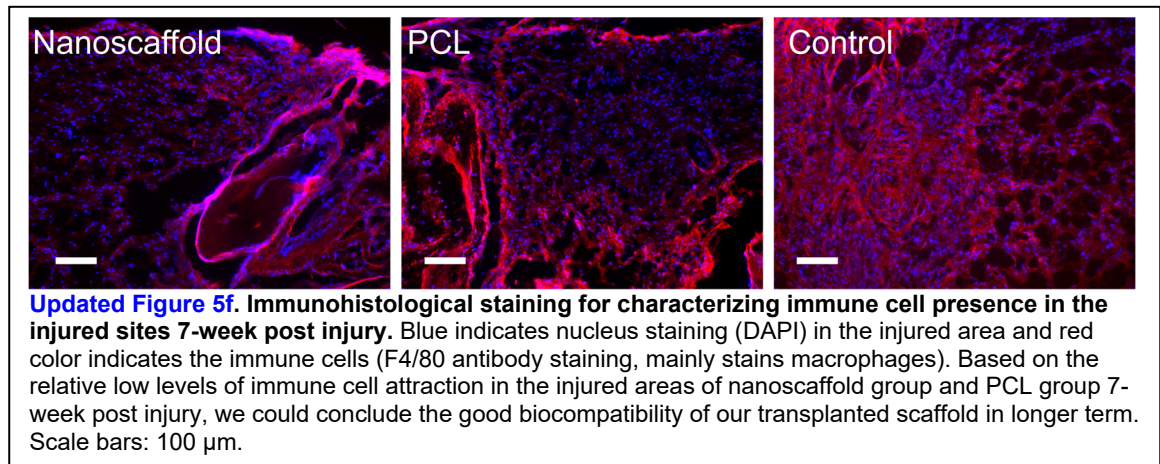 Nanoscaffold PCL Control
Updated Figure 5f. Immunohistological staining for characterizing immune cell presence in the
injured sites 7-week post injury. Blue indicates nucleus staining (DAPI) in the injured area and red
color indicates the immune cells (F4/80 antibody staining, mainly stains macrophages). Based on the
relative low levels of immune cell attraction in the injured areas of nanoscaffold group and PCL group 7-
week post injury, we could conclude the good biocompatibility of our transplanted scaffold in longer term.
Scale bars: 100 µm.